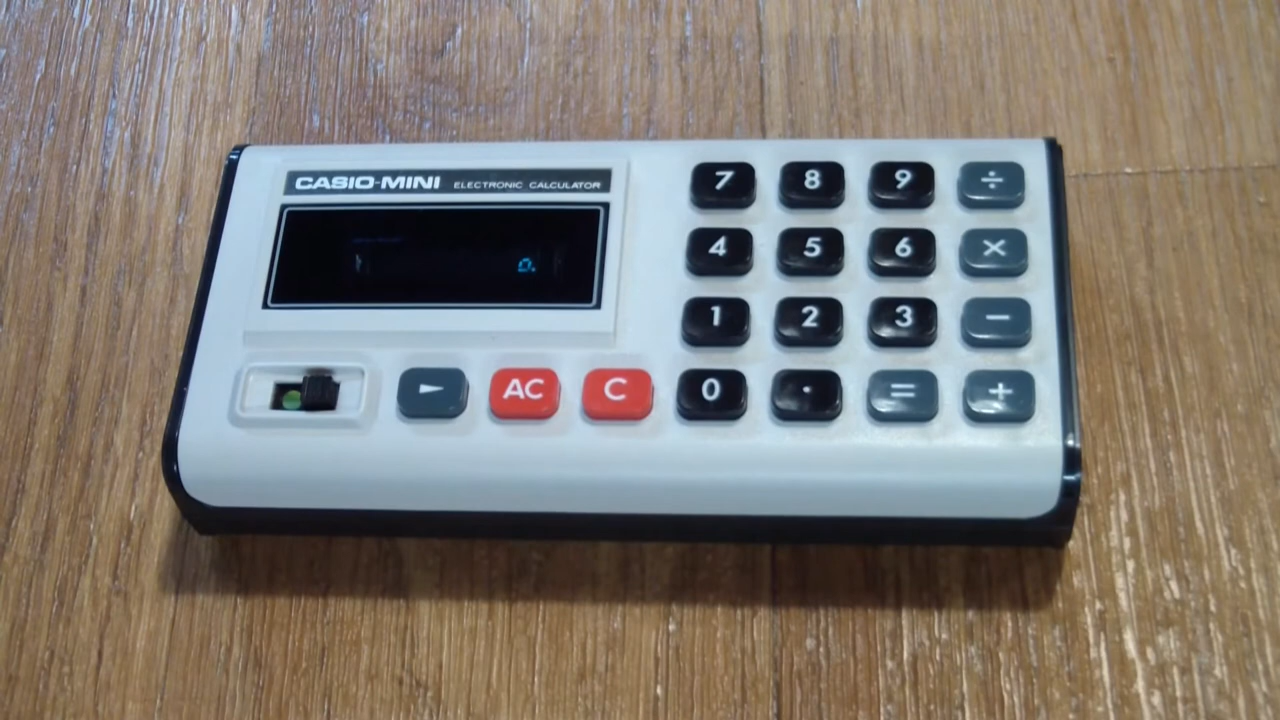 CASIO-MINI ELECTRONIC CALCULATOR
7 8 9 ÷
0.
4 5 6 ×
1 2 3 −
► AC C 0 · = +